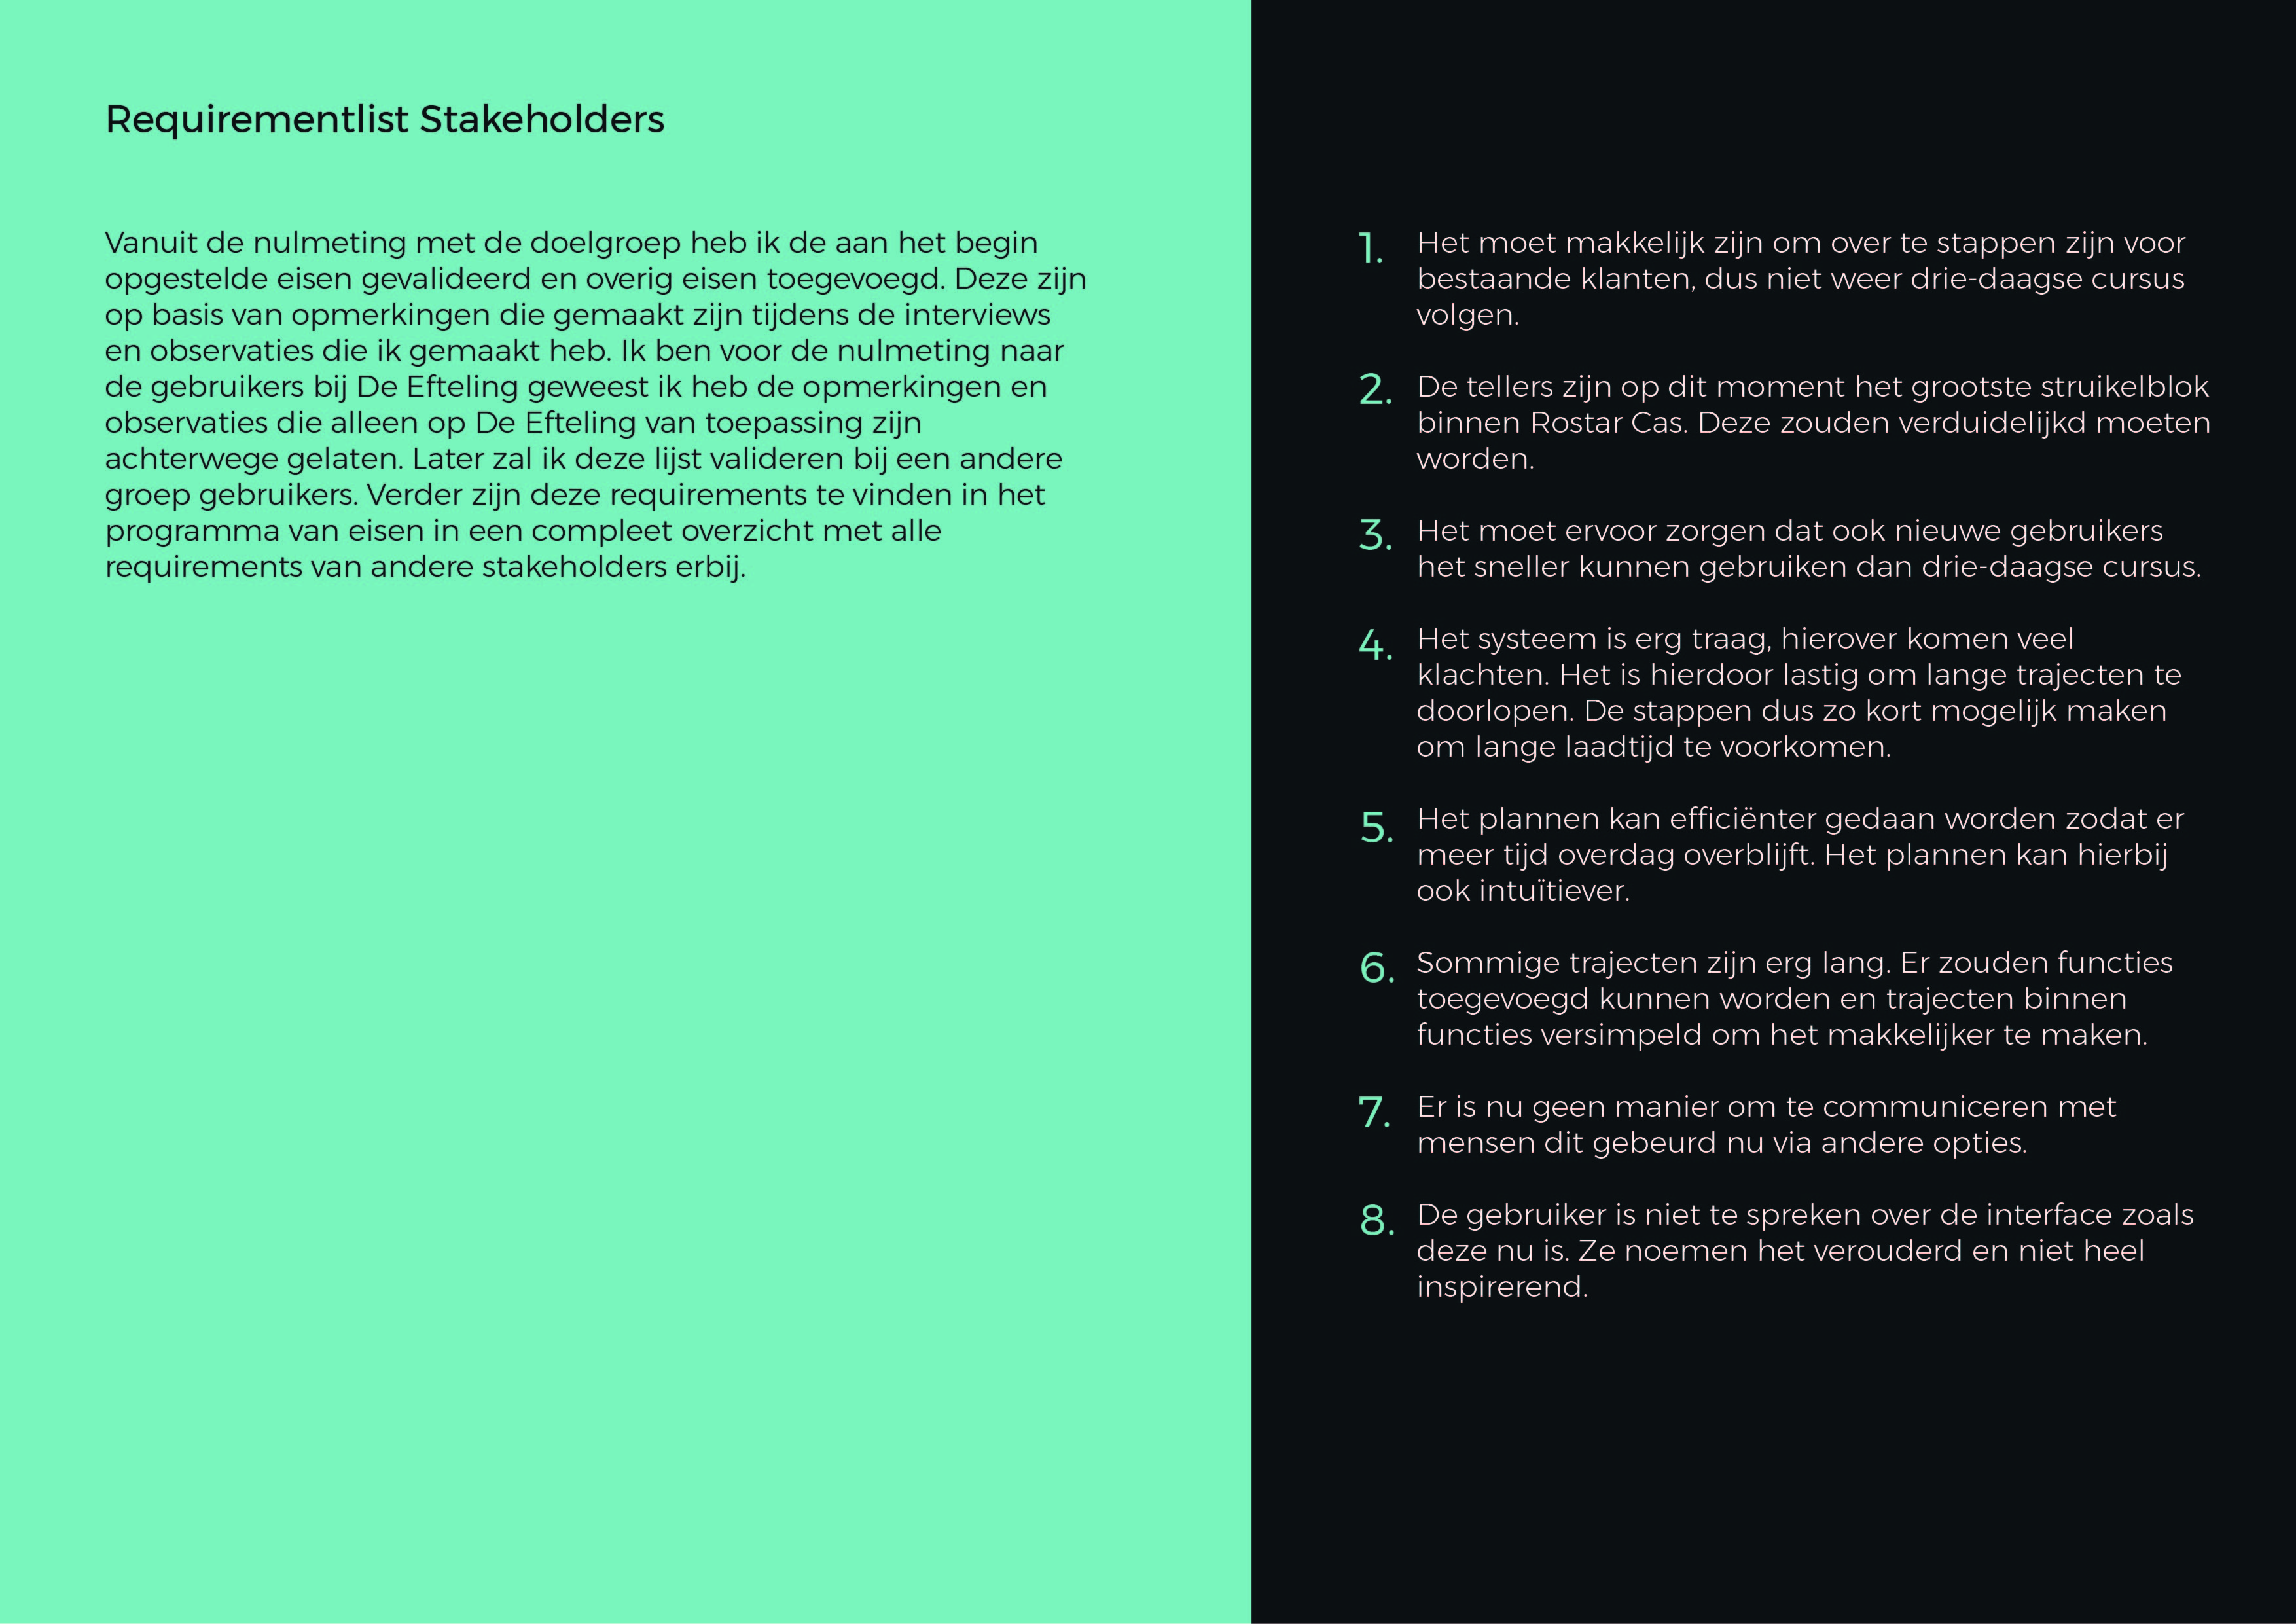 Requirementlist Stakeholders
Vanuit de nulmeting met de doelgroep heb ik de aan het begin
opgestelde eisen gevalideerd en overig eisen toegevoegd. Deze zijn
op basis van opmerkingen die gemaakt zijn tijdens de interviews
en observaties die ik gemaakt heb. Ik ben voor de nulmeting naar
de gebruikers bij De Efteling geweest ik heb de opmerkingen en
observaties die alleen op De Efteling van toepassing zijn
achterwege gelaten. Later zal ik deze lijst valideren bij een andere
groep gebruikers. Verder zijn deze requirements te vinden in het
programma van eisen in een compleet overzicht met alle
requirements van andere stakeholders erbij.
1. Het moet makkelijk zijn om over te stappen zijn voor
bestaande klanten, dus niet weer drie-daagse cursus
volgen.
2. De tellers zijn op dit moment het grootste struikelblok
binnen Rostar Cas. Deze zouden verduidelijkd moeten
worden.
3. Het moet ervoor zorgen dat ook nieuwe gebruikers
het sneller kunnen gebruiken dan drie-daagse cursus.
4. Het systeem is erg traag, hierover komen veel
klachten. Het is hierdoor lastig om lange trajecten te
doorlopen. De stappen dus zo kort mogelijk maken
om lange laadtijd te voorkomen.
5. Het plannen kan efficiënter gedaan worden zodat er
meer tijd overdag overblijft. Het plannen kan hierbij
ook intuïtiever.
6. Sommige trajecten zijn erg lang. Er zouden functies
toegevoegd kunnen worden en trajecten binnen
functies versimpeld om het makkelijker te maken.
7. Er is nu geen manier om te communiceren met
mensen dit gebeurd nu via andere opties.
8. De gebruiker is niet te spreken over de interface zoals
deze nu is. Ze noemen het verouderd en niet heel
inspirerend.